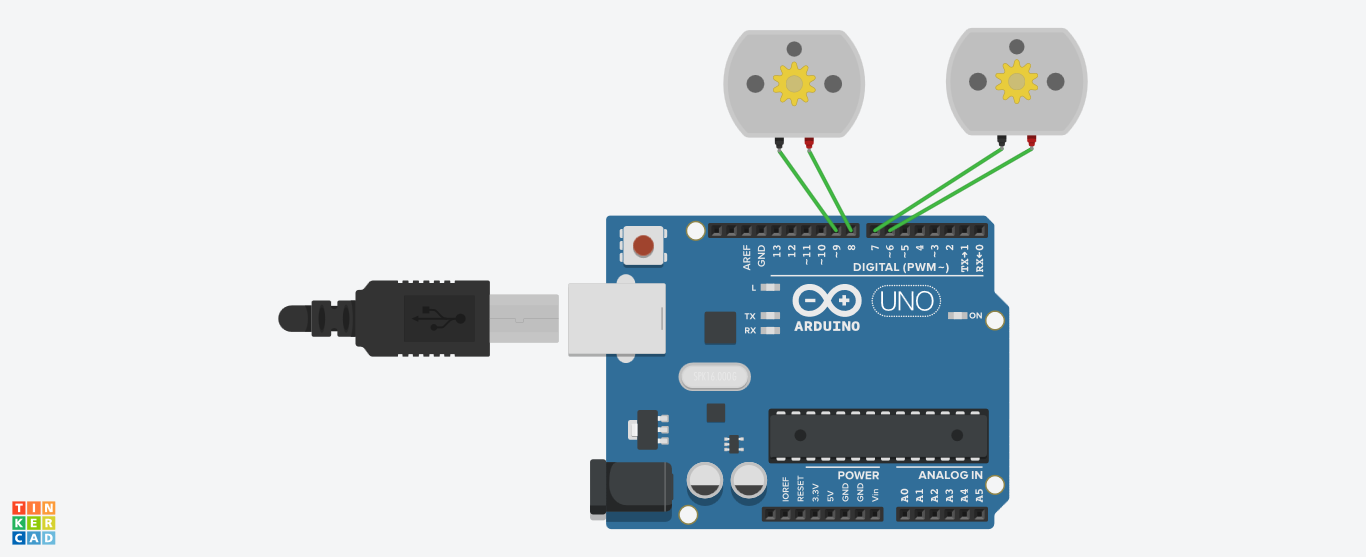 AREF
GND
13
12
~11
~10
~9
8
7
~6
~5
4
~3
2
TX→1
RX←0
DIGITAL (PWM~)
L
TX
RX
ARDUINO
UNO
ON
POWER
ANALOG IN
IOREF
RESET
3.3V
5V
GND
GND
Vin
A0
A1
A2
A3
A4
A5
TIN
KER
CAD